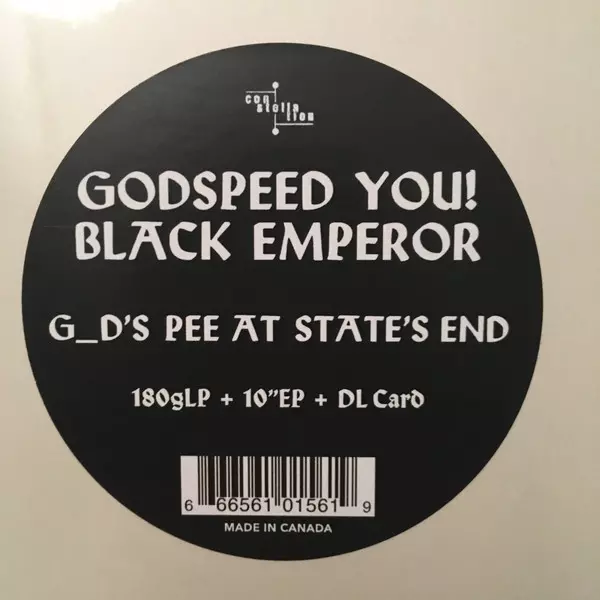 con
stella
tion
GODSPEED YOU!
BLACK EMPEROR
G_D'S PEE AT STATE'S END
180gLP + 10"EP + DL Card
6 66561 01561 9
MADE IN CANADA